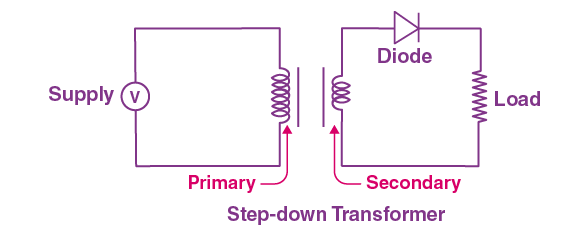 Diode
Supply
V
Load
Primary
Secondary
Step-down Transformer